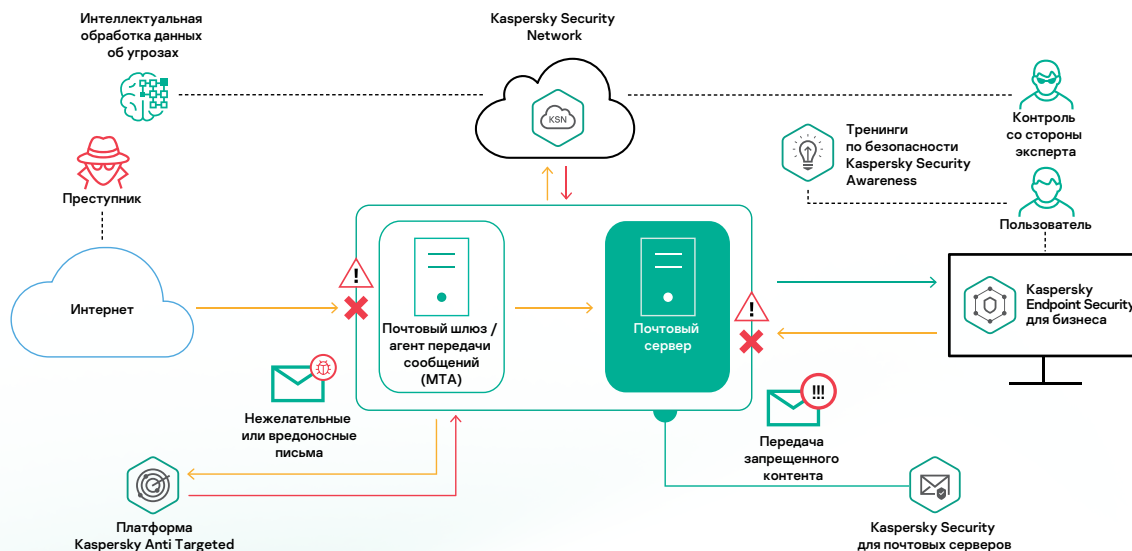 Интеллектуальная
обработка данных
об угрозах
Kaspersky Security
Network
KSN
Контроль
со стороны
эксперта
Тренинги
по безопасности
Kaspersky Security
Awareness
Преступник
Пользователь
Интернет
!
Почтовый шлюз /
агент передачи
сообщений
(MTA)
Почтовый
сервер
!
Kaspersky
Endpoint Security
для бизнеса
Нежелательные
или вредоносные
письма
!!!
Передача
запрещенного
контента
Платформа
Kaspersky Anti Targeted
Kaspersky Security
для почтовых серверов